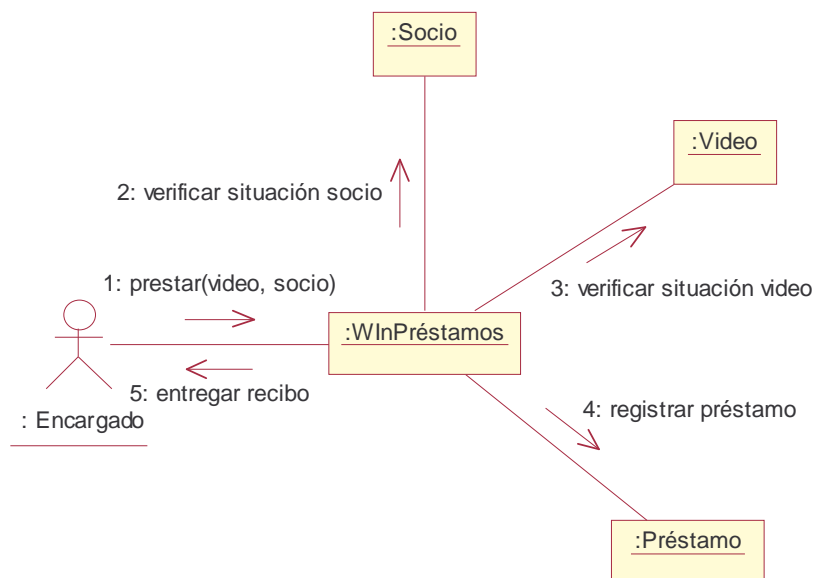 :Socio
:Video
2: verificar situación socio
1: prestar(video, socio)
3: verificar situación video
:WInPréstamos
5: entregar recibo
4: registrar préstamo
: Encargado
:Préstamo